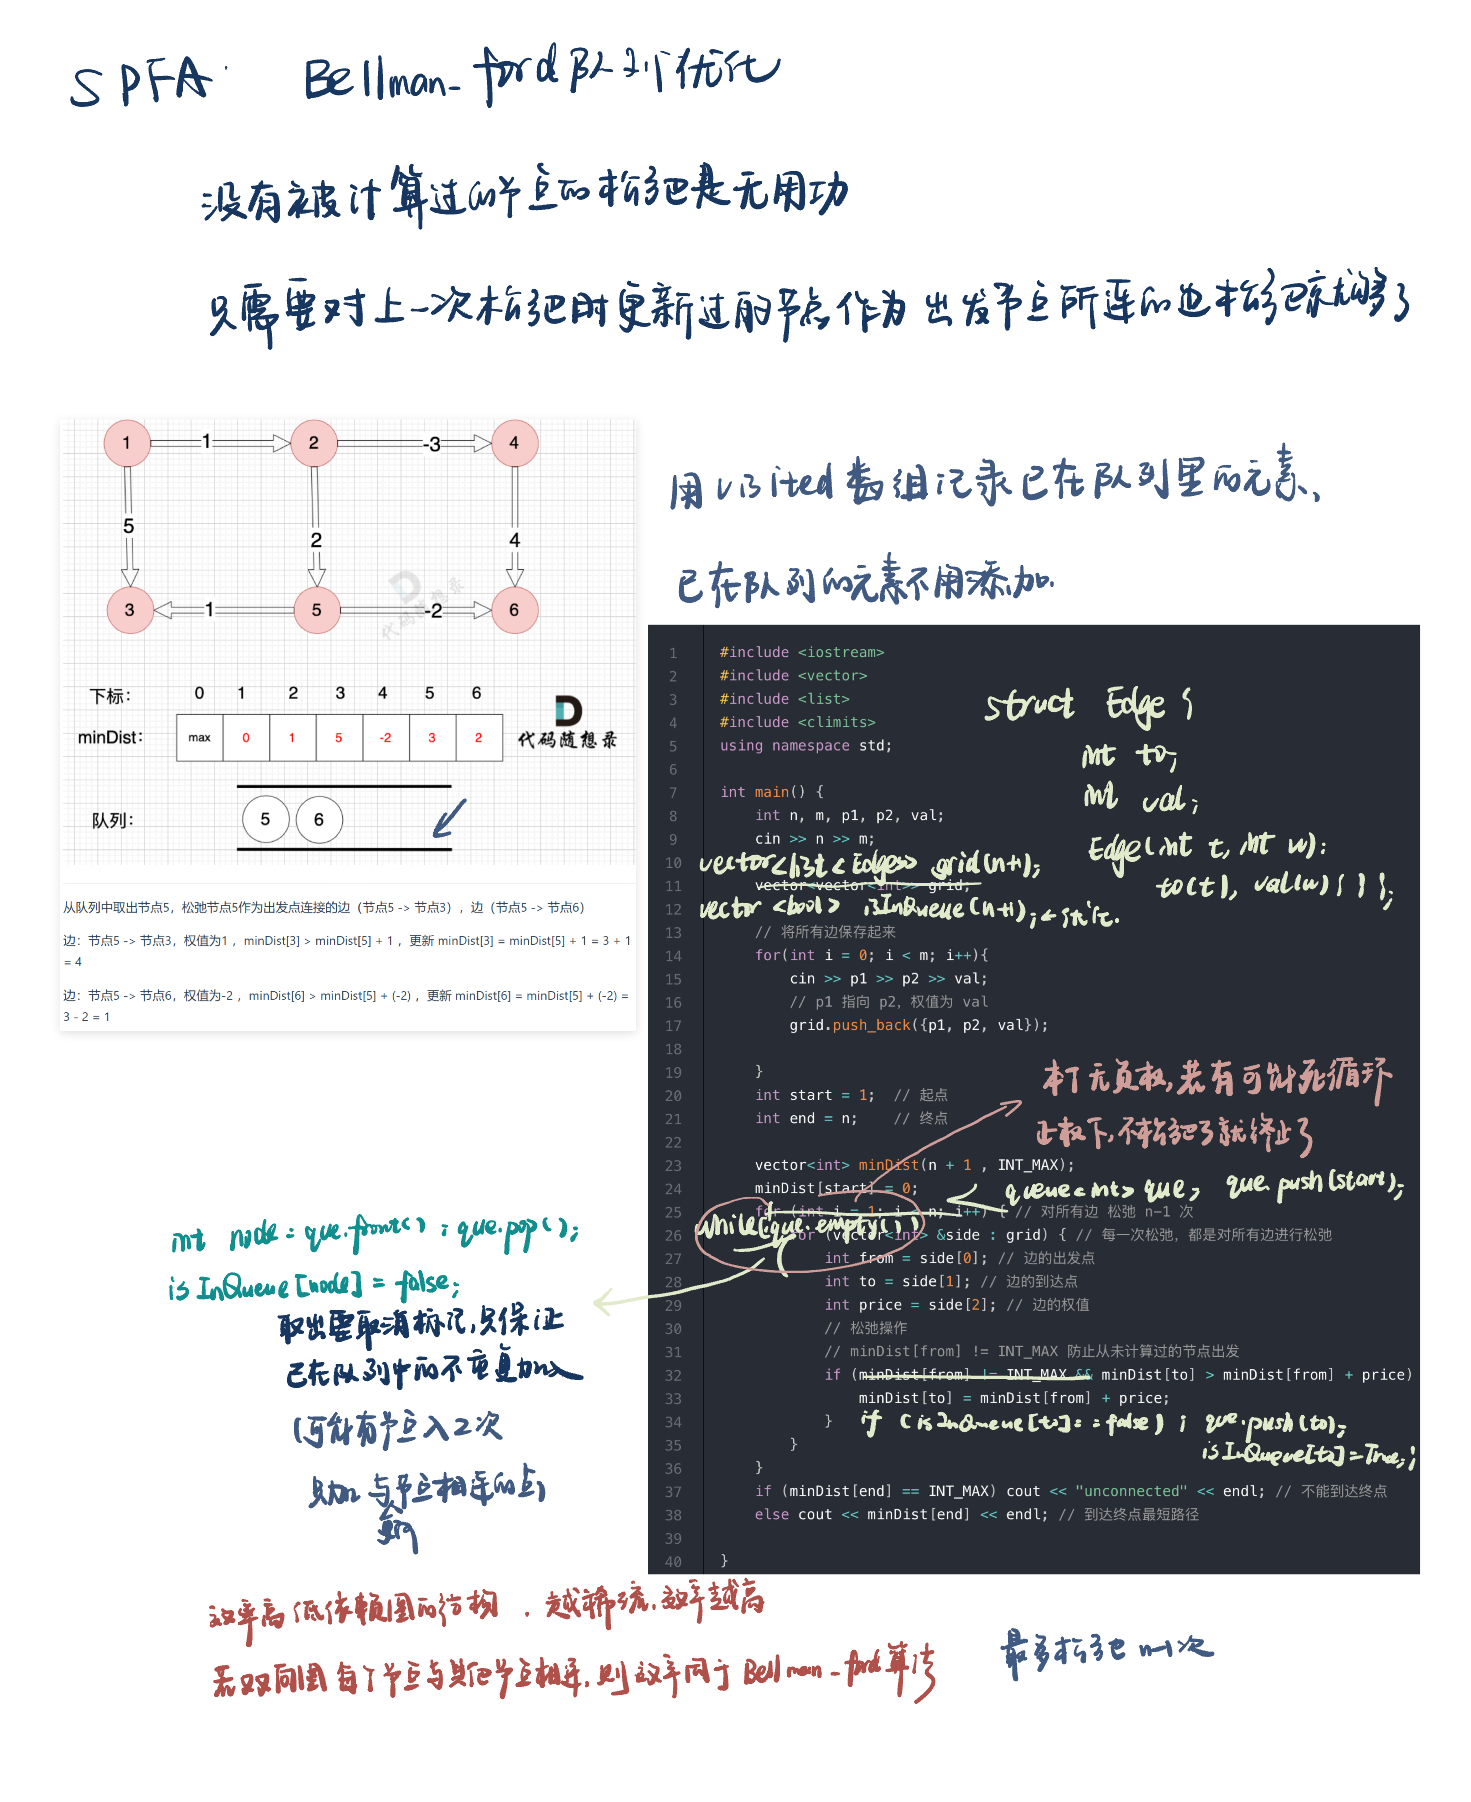 SPFA: Bellman-ford队列优化
没有被计算过的节点的松弛是无用功
只需要对上一次松弛时更新过的节点作为出发节点所连的边松弛就够了
1 1 2 -3 4
5 2 4
3 1 5 -2 6
代码随想录
下标: 0 1 2 3 4 5 6
minDist: max 0 1 5 -2 3 2
代码随想录
队列: 5 6
从队列中取出节点5，松弛节点5作为出发点连接的边（节点5 -> 节点3），边（节点5 -> 节点6）
边：节点5 -> 节点3，权值为1 ，minDist[3] > minDist[5] + 1 ，更新 minDist[3] = minDist[5] + 1 = 3 + 1
= 4
边：节点5 -> 节点6，权值为-2 ，minDist[6] > minDist[5] + (-2) ，更新 minDist[6] = minDist[5] + (-2) =
3 - 2 = 1
用visited数组记录已在队列里的元素、
已在队列的元素不用添加.
1 #include <iostream>
2 #include <vector>
3 #include <list>
4 #include <climits>
5 using namespace std;
6
7 int main() {
8 int n, m, p1, p2, val;
9 cin >> n >> m;
10
11 vector<vector<int>> grid;
12
13 // 将所有边保存起来
14 for(int i = 0; i < m; i++){
15 cin >> p1 >> p2 >> val;
16 // p1 指向 p2，权值为 val
17 grid.push_back({p1, p2, val});
18
19 }
20 int start = 1; // 起点
21 int end = n; // 终点
22
23 vector<int> minDist(n + 1 , INT_MAX);
24 minDist[start] = 0;
25 for (int i = 1; i < n; i++) { // 对所有边 松弛 n-1 次
26 for (vector<int> &side : grid) { // 每一次松弛，都是对所有边进行松弛
27 int from = side[0]; // 边的出发点
28 int to = side[1]; // 边的到达点
29 int price = side[2]; // 边的权值
30 // 松弛操作
31 // minDist[from] != INT_MAX 防止从未计算过的节点出发
32 if (minDist[from] != INT_MAX && minDist[to] > minDist[from] + price)
33 minDist[to] = minDist[from] + price;
34 }
35 }
36 }
37 if (minDist[end] == INT_MAX) cout << "unconnected" << endl; // 不能到达终点
38 else cout << minDist[end] << endl; // 到达终点最短路径
39
40 }
struct Edge {
int to;
int val;
Edge(int t, int w):
to(t), val(w) { } };
vector<list<Edge>> grid(n+1);
vector <bool> isInQueue(n+1);
本丁无负权,若有可能死循环
正权下,不松弛了就终止了
queue<int> que; que.push(start);
while(que.empty()) {
if (isInQueue[to]==false) ; que.push(to);
isInQueue[to]=True;
int node = que.front() ; que.pop();
isInQueue[node] = false;
取出要取消标记,只保证
已在队列中的不重复加入
(可能有节点入2次
只加与节点相连的点)
效率高低依赖图的结构 . 越稀疏,效率越高
若双向图每个节点与其他节点相连,则效率同于Bellman-ford算法
最多松弛n-1次